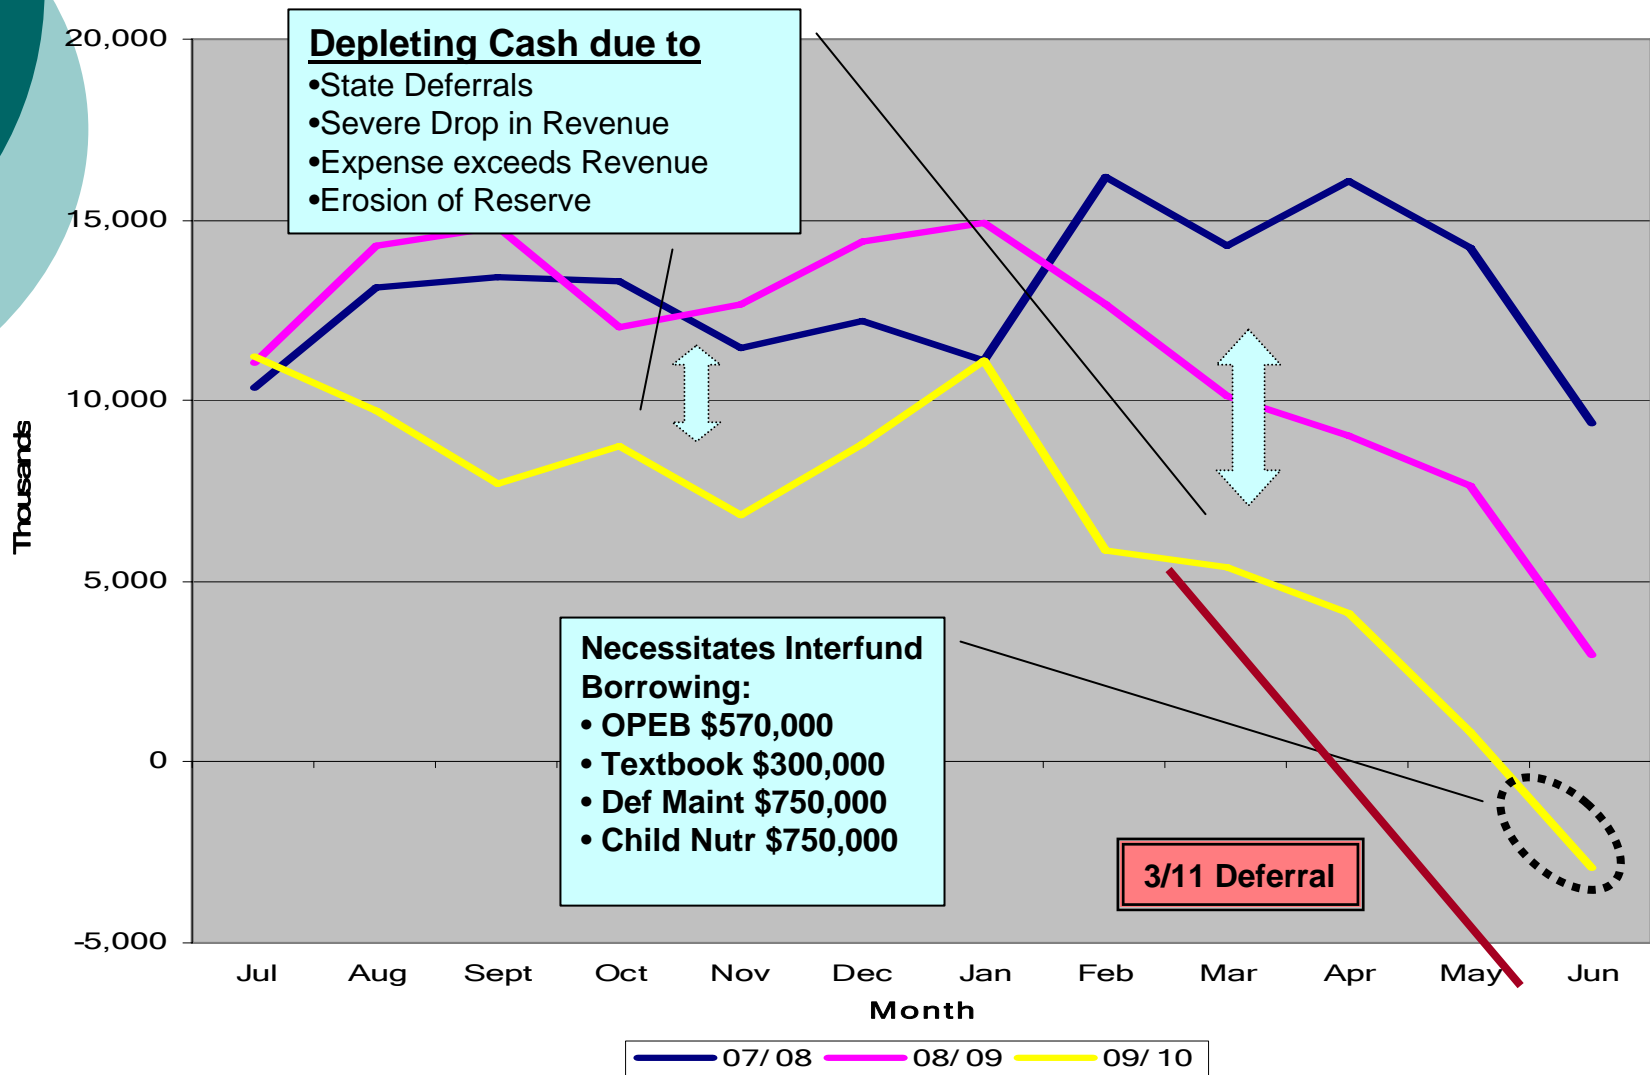 Depleting Cash due to
•State Deferrals
•Severe Drop in Revenue
•Expense exceeds Revenue
•Erosion of Reserve
20,000
15,000
10,000
5,000
0
-5,000
Thousands
Necessitates Interfund
Borrowing:
• OPEB $570,000
• Textbook $300,000
• Def Maint $750,000
• Child Nutr $750,000
3/11 Deferral
Jul Aug Sept Oct Nov Dec Jan Feb Mar Apr May Jun
Month
07/08 08/09 09/10